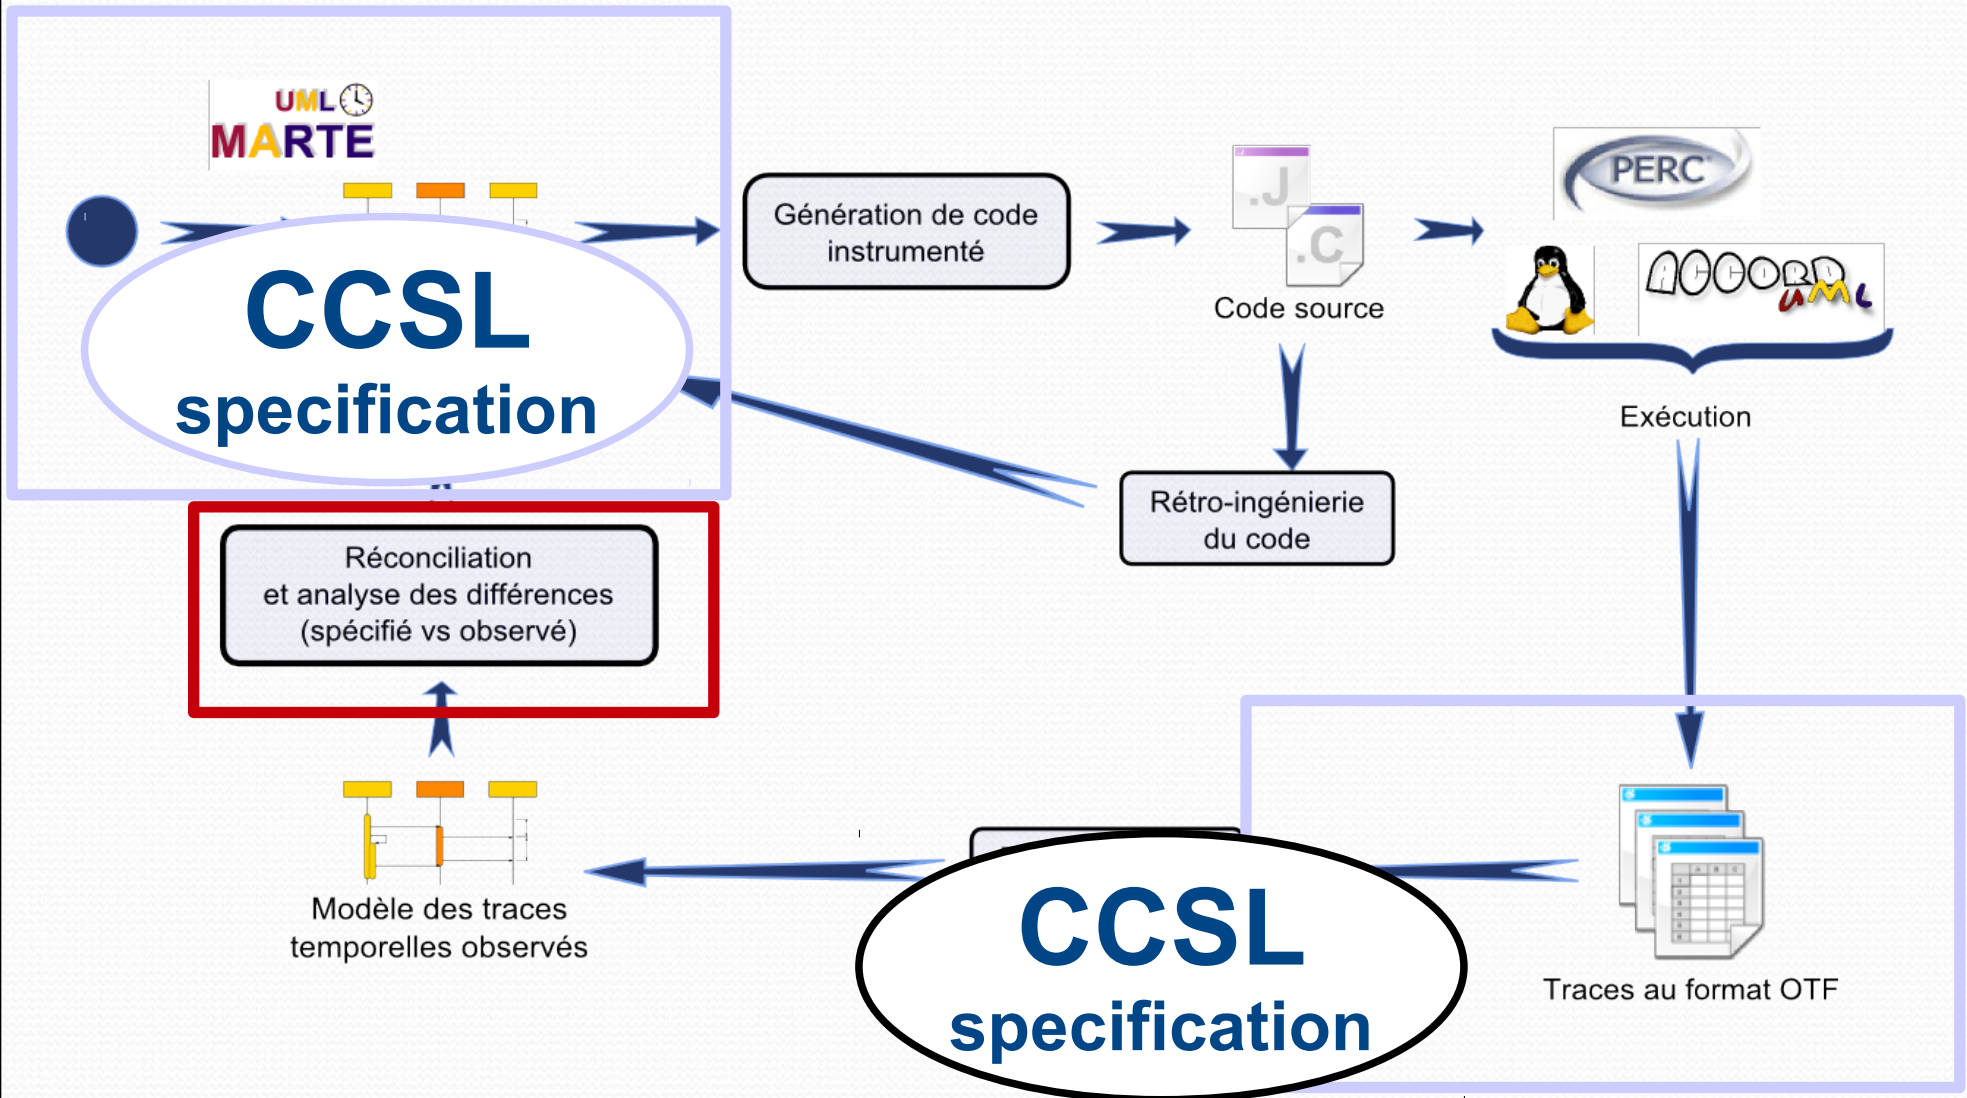 UML
MARTE
CCSL
specification
Génération de code
instrumenté
.J
.C
Code source
PERC
ACCORD
UML
Exécution
Rétro-ingénierie
du code
Réconciliation
et analyse des différences
(spécifié vs observé)
Modèle des traces
temporelles observés
CCSL
specification
A B C
Traces au format OTF